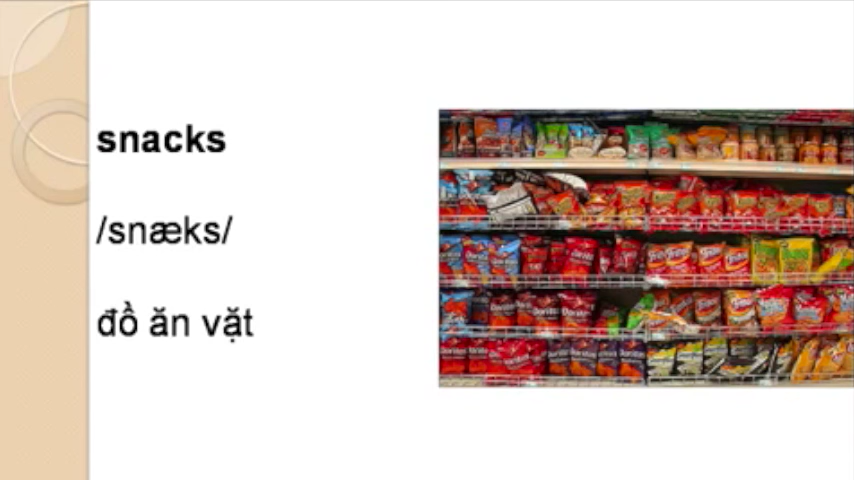 snacks
/snæks/
đồ ăn vặt